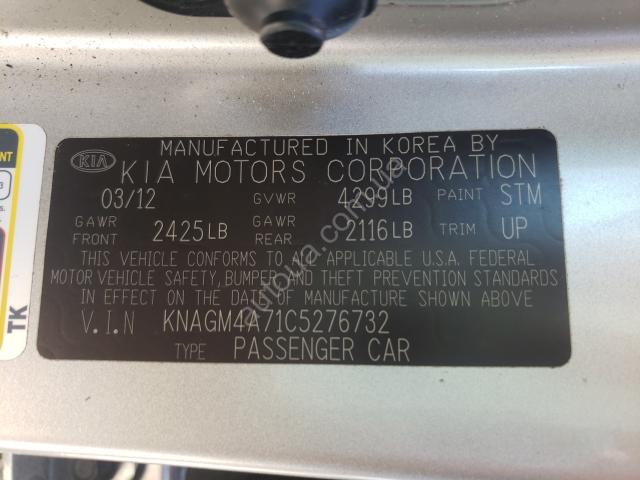 MANUFACTURED IN KOREA BY
KIA KIA MOTORS CORPORATION
03/12 GVWR 4299LB PAINT STM
GAWR FRONT 2425LB GAWR REAR 2116LB TRIM UP
THIS VEHICLE CONFORMS TO ALL APPLICABLE U.S.A. FEDERAL
MOTOR VEHICLE SAFETY, BUMPER, AND THEFT PREVENTION STANDARDS
IN EFFECT ON THE DATE OF MANUFACTURE SHOWN ABOVE
V.I.N KNAGM4A71C5276732
TYPE PASSENGER CAR
TK